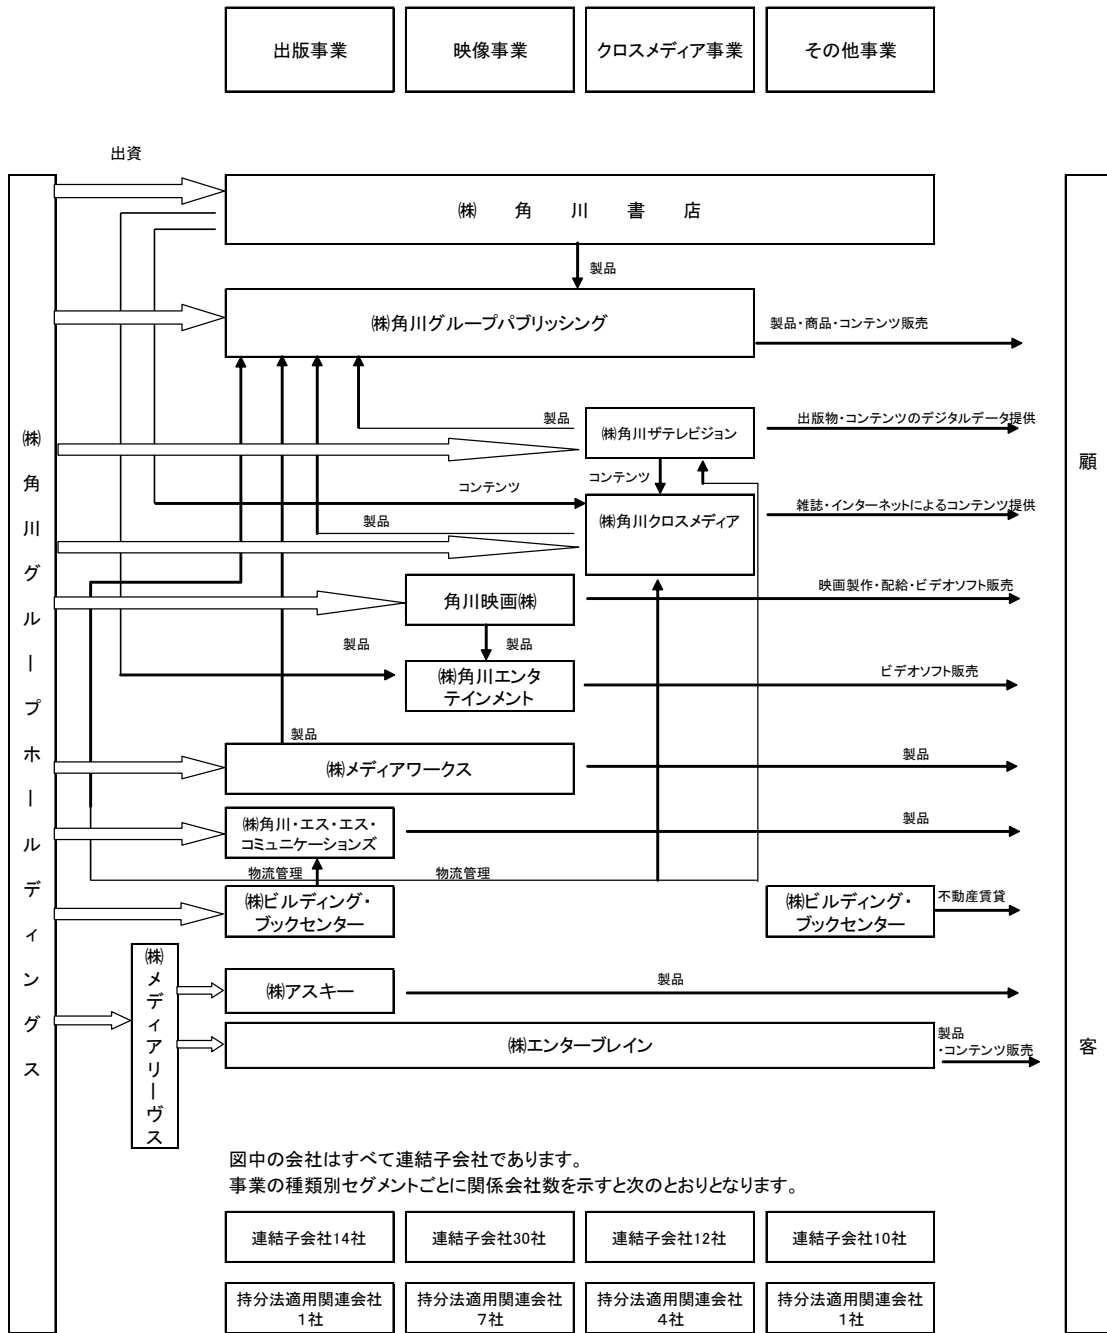 出版事業
映像事業
クロスメディア事業
その他事業
出資
㈱角川グループホールディングス
顧客
㈱角川書店
製品
㈱角川グループパブリッシング
製品・商品・コンテンツ販売
製品
㈱角川ザテレビジョン
出版物・コンテンツのデジタルデータ提供
コンテンツ
コンテンツ
製品
㈱角川クロスメディア
雑誌・インターネットによるコンテンツ提供
角川映画㈱
映画製作・配給・ビデオソフト販売
製品
製品
㈱角川エンタ
テインメント
ビデオソフト販売
製品
㈱メディアワークス
製品
㈱角川・エス・エス・
コミュニケーションズ
製品
物流管理
物流管理
㈱ビルディング・
ブックセンター
㈱ビルディング・
ブックセンター
不動産賃貸
㈱メディアリーヴス
㈱アスキー
製品
㈱エンターブレイン
製品
・コンテンツ販売
図中の会社はすべて連結子会社であります。
事業の種類別セグメントごとに関係会社数を示すと次のとおりとなります。
連結子会社14社
連結子会社30社
連結子会社12社
連結子会社10社
持分法適用関連会社
1社
持分法適用関連会社
7社
持分法適用関連会社
4社
持分法適用関連会社
1社